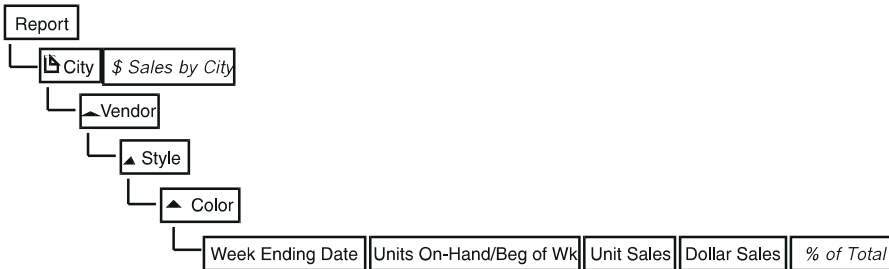 Report
City $ Sales by City
Vendor
Style
Color
Week Ending Date Units On-Hand/Beg of Wk Unit Sales Dollar Sales % of Total